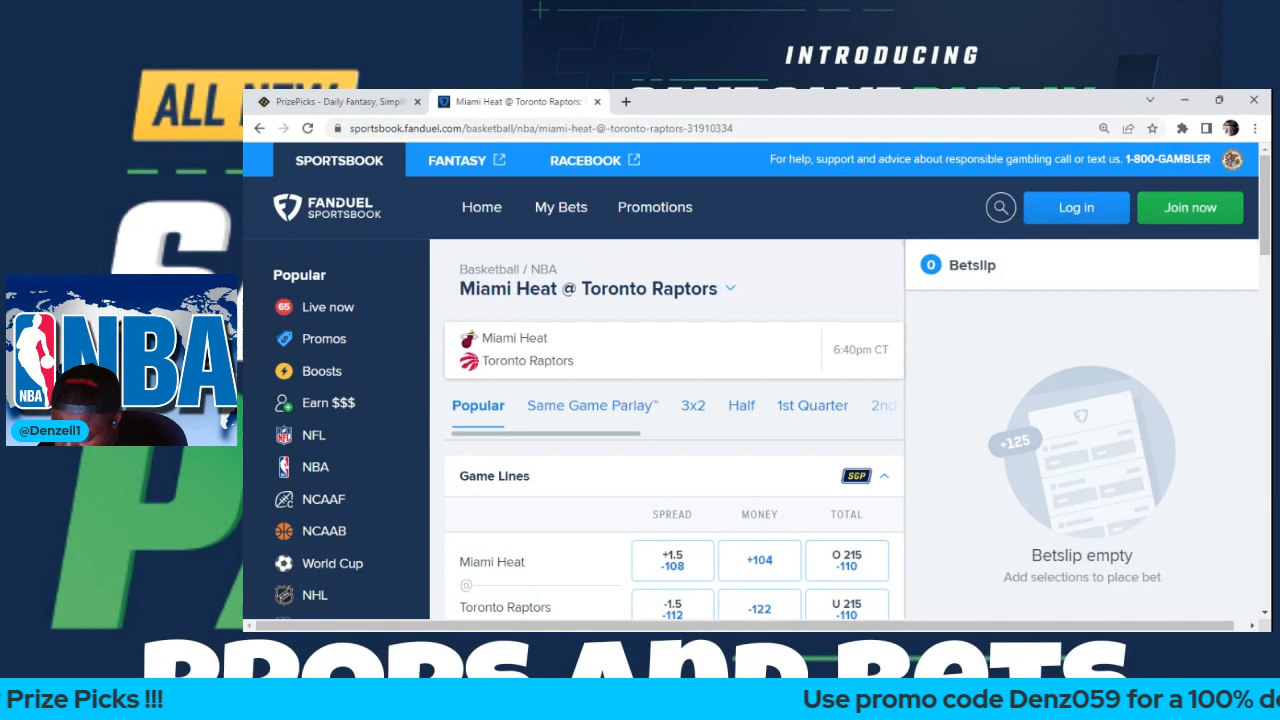 INTRODUCING
ALL NEW
PrizePicks - Daily Fantasy, Simpli
Miami Heat @ Toronto Raptors:
sportsbook.fanduel.com/basketball/nba/miami-heat-@-toronto-raptors-31910334
SPORTSBOOK
FANTASY
RACEBOOK
For help, support and advice about responsible gambling call or text us. 1-800-GAMBLER
FANDUEL
SPORTSBOOK
Home
My Bets
Promotions
Log in
Join now
Popular
65
Live now
Promos
Boosts
Earn $$$
NFL
NBA
NCAAF
NCAAB
World Cup
NHL
Basketball / NBA
Miami Heat @ Toronto Raptors
Miami Heat
Toronto Raptors
6:40pm CT
Popular
Same Game Parlay™
3x2
Half
1st Quarter
2nd
Game Lines
SGP
SPREAD
MONEY
TOTAL
Miami Heat
+1.5
-108
+104
O 215
-110
@
Toronto Raptors
-1.5
-112
-122
U 215
-110
0 Betslip
+125
Betslip empty
Add selections to place bet
NBA
NBA
@Denzell1
PROPS AND BETS
Prize Picks !!!
Use promo code Denz059 for a 100% de